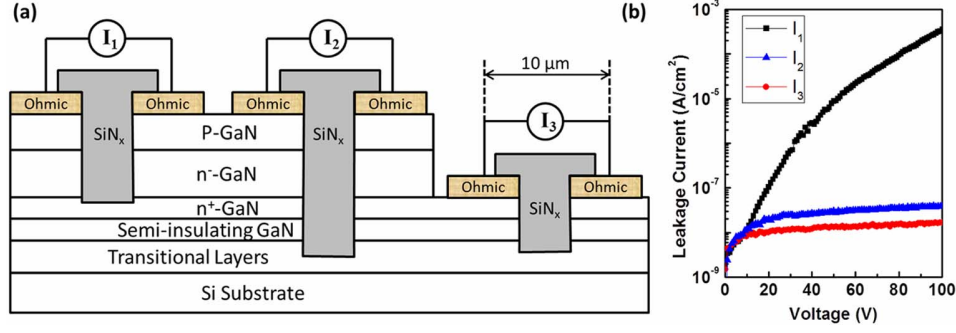 (a)
I₁
I₂
10 μm
I₃
Ohmic
Ohmic
Ohmic
Ohmic
SiNₓ
SiNₓ
P-GaN
n⁻-GaN
Ohmic
Ohmic
SiNₓ
n⁺-GaN
Semi-insulating GaN
Transitional Layers
Si Substrate
(b)
Leakage Current (A/cm²)
10⁻³
10⁻⁵
10⁻⁷
10⁻⁹
I₁
I₂
I₃
0 20 40 60 80 100
Voltage (V)